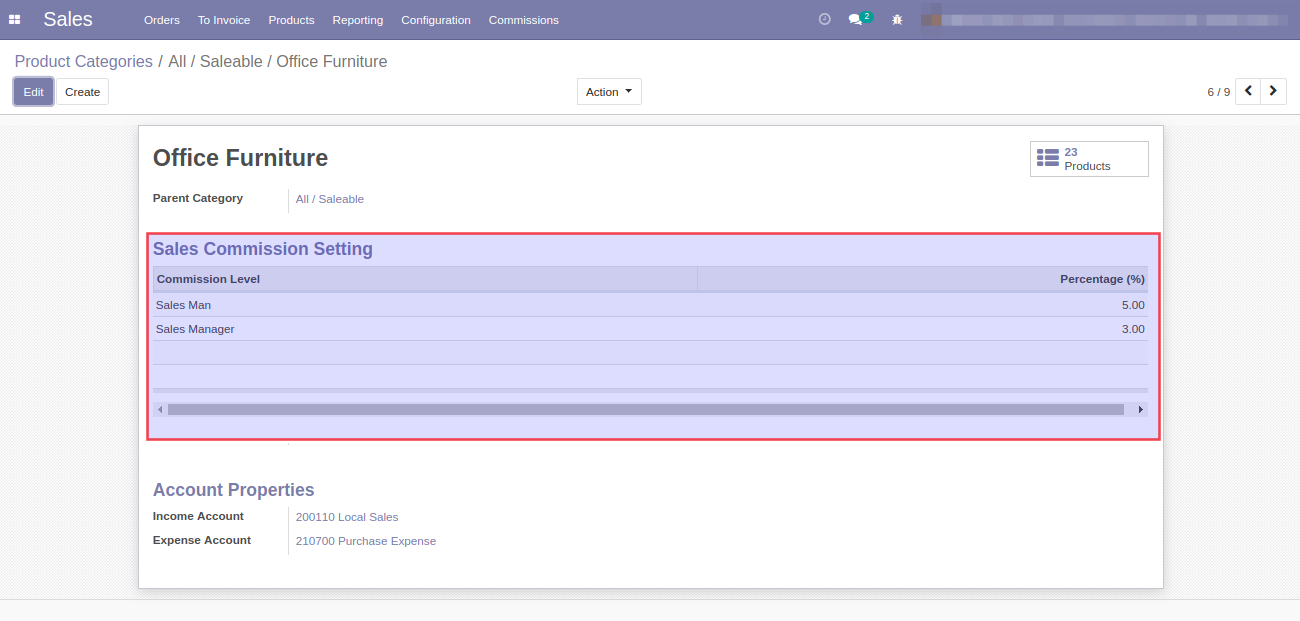 Sales Orders To Invoice Products Reporting Configuration Commissions 2
Product Categories / All / Saleable / Office Furniture
Edit Create Action 6 / 9
Office Furniture
23
Products
Parent Category All / Saleable
Sales Commission Setting
Commission Level Percentage (%)
Sales Man 5.00
Sales Manager 3.00
Account Properties
Income Account 200110 Local Sales
Expense Account 210700 Purchase Expense